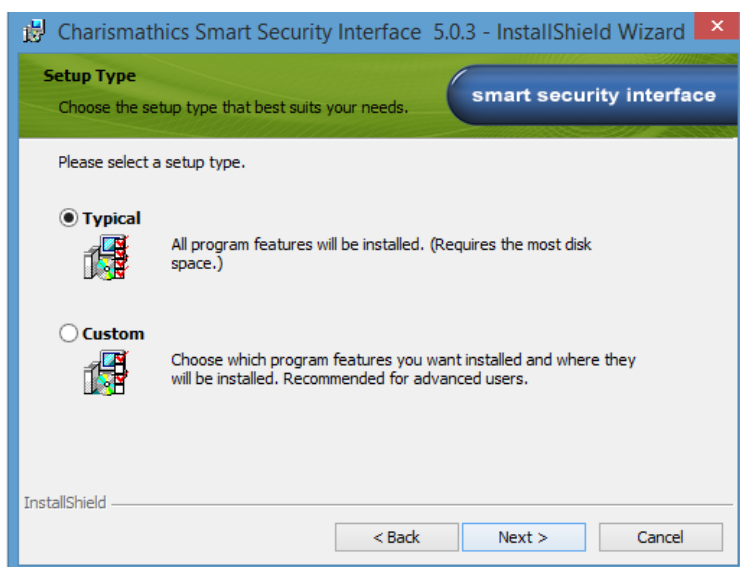 Charismathics Smart Security Interface 5.0.3 - InstallShield Wizard
Setup Type
Choose the setup type that best suits your needs.
smart security interface
Please select a setup type.
Typical
All program features will be installed. (Requires the most disk
space.)
Custom
Choose which program features you want installed and where they
will be installed. Recommended for advanced users.
InstallShield
< Back
Next >
Cancel